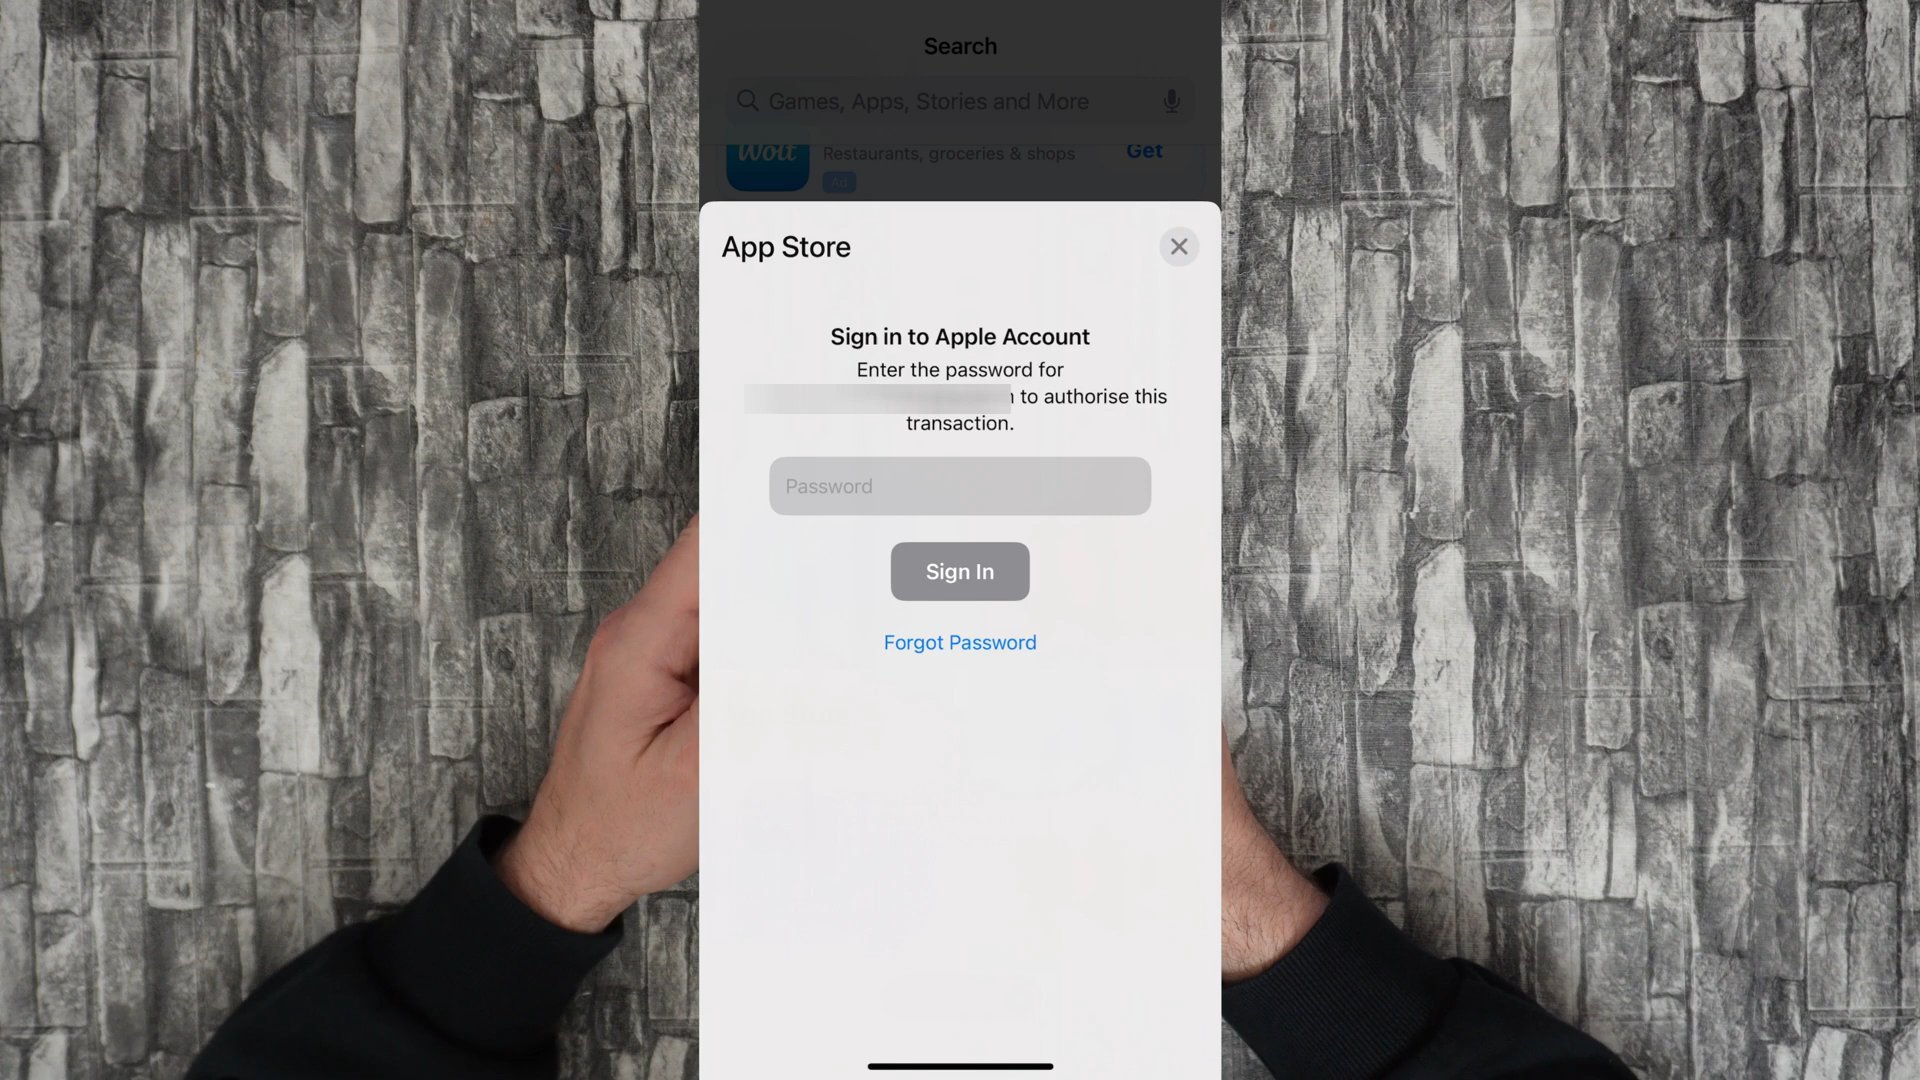 Search
Games, Apps, Stories and More
Wolt
Restaurants, groceries & shops
Get
Ad
App Store
Sign in to Apple Account
Enter the password for
to authorise this
transaction.
Password
Sign In
Forgot Password